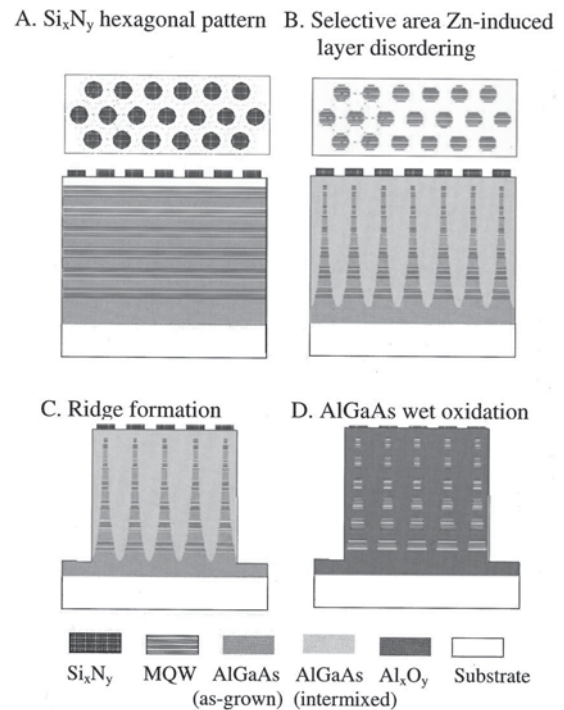 A. SixNy hexagonal pattern
B. Selective area Zn-induced
layer disordering
C. Ridge formation
D. AlGaAs wet oxidation
SixNy MQW AlGaAs AlGaAs AlxOy Substrate
(as-grown) (intermixed)